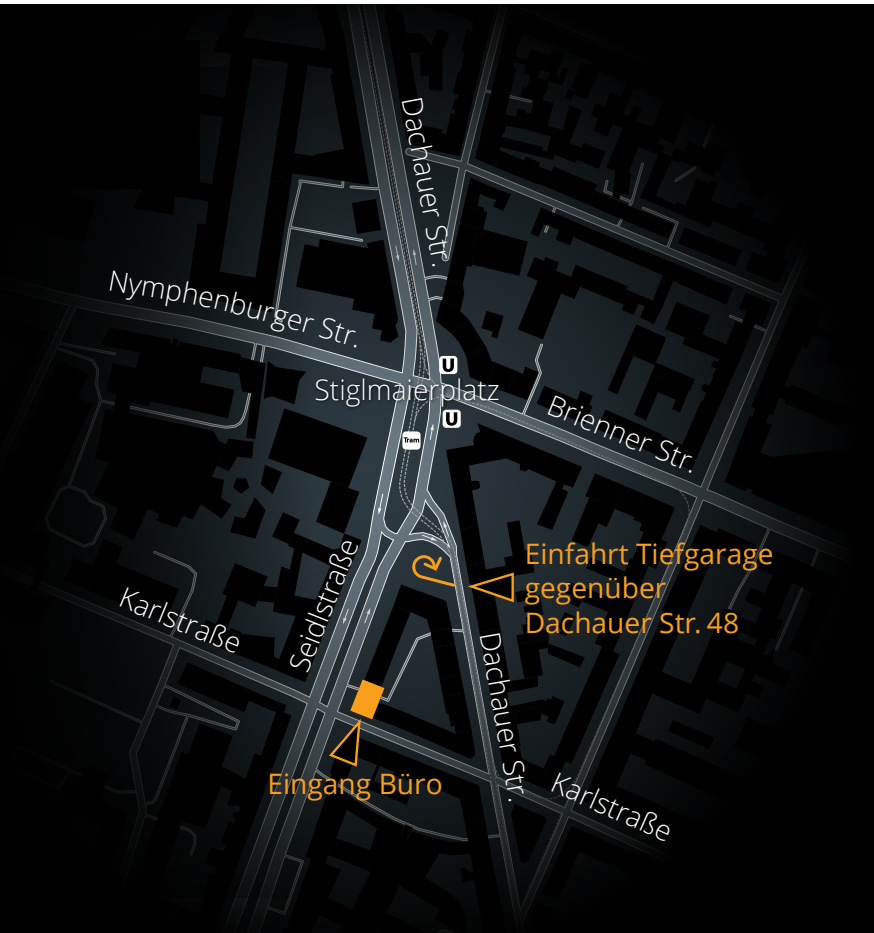 Dachauer Str.
Nymphenburger Str.
U
Stiglmaierplatz
U
Brienner Str.
Tram
Einfahrt Tiefgarage
gegenüber
Dachauer Str. 48
Seidlstraße
Karlstraße
Dachauer Str.
Eingang Büro
Karlstraße